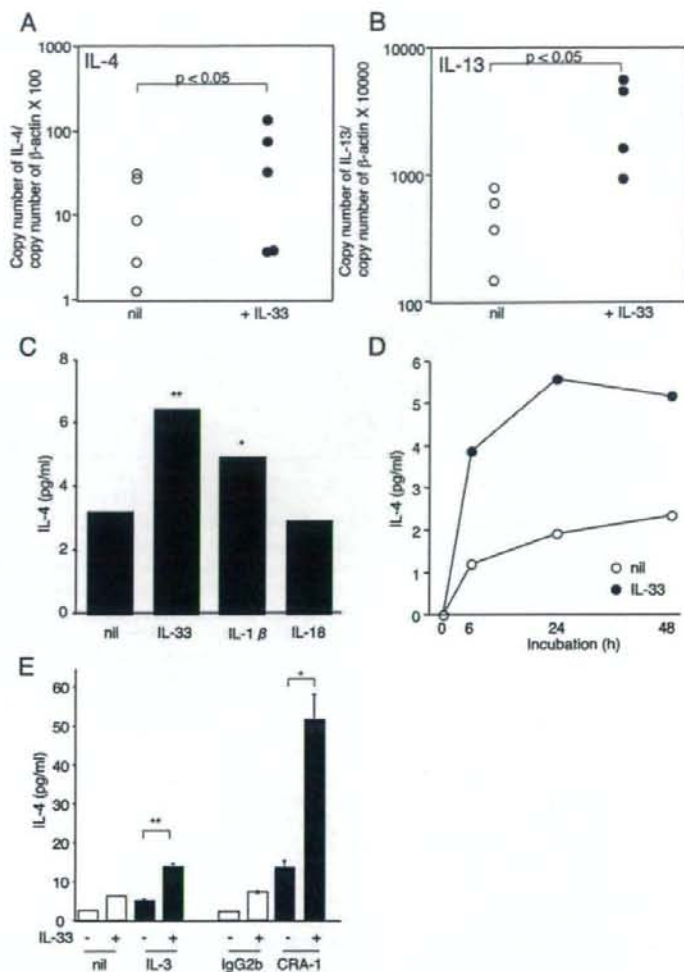 A
IL-4
p < 0.05
1000
100
10
1
Copy number of IL-4/
copy number of β-actin X 100
nil + IL-33
B
IL-13
p < 0.05
10000
1000
100
Copy number of IL-13/
copy number of β-actin X 10000
nil + IL-33
C
8
6
4
2
0
IL-4 (pg/ml)
**
*
nil IL-33 IL-1 β IL-18
D
6
5
4
3
2
1
0
IL-4 (pg/ml)
nil
IL-33
0 6 24 48
Incubation (h)
E
60
50
40
30
20
10
0
IL-4 (pg/ml)
**
*
IL-33 - + - + - + - +
nil IL-3 IgG2b CRA-1